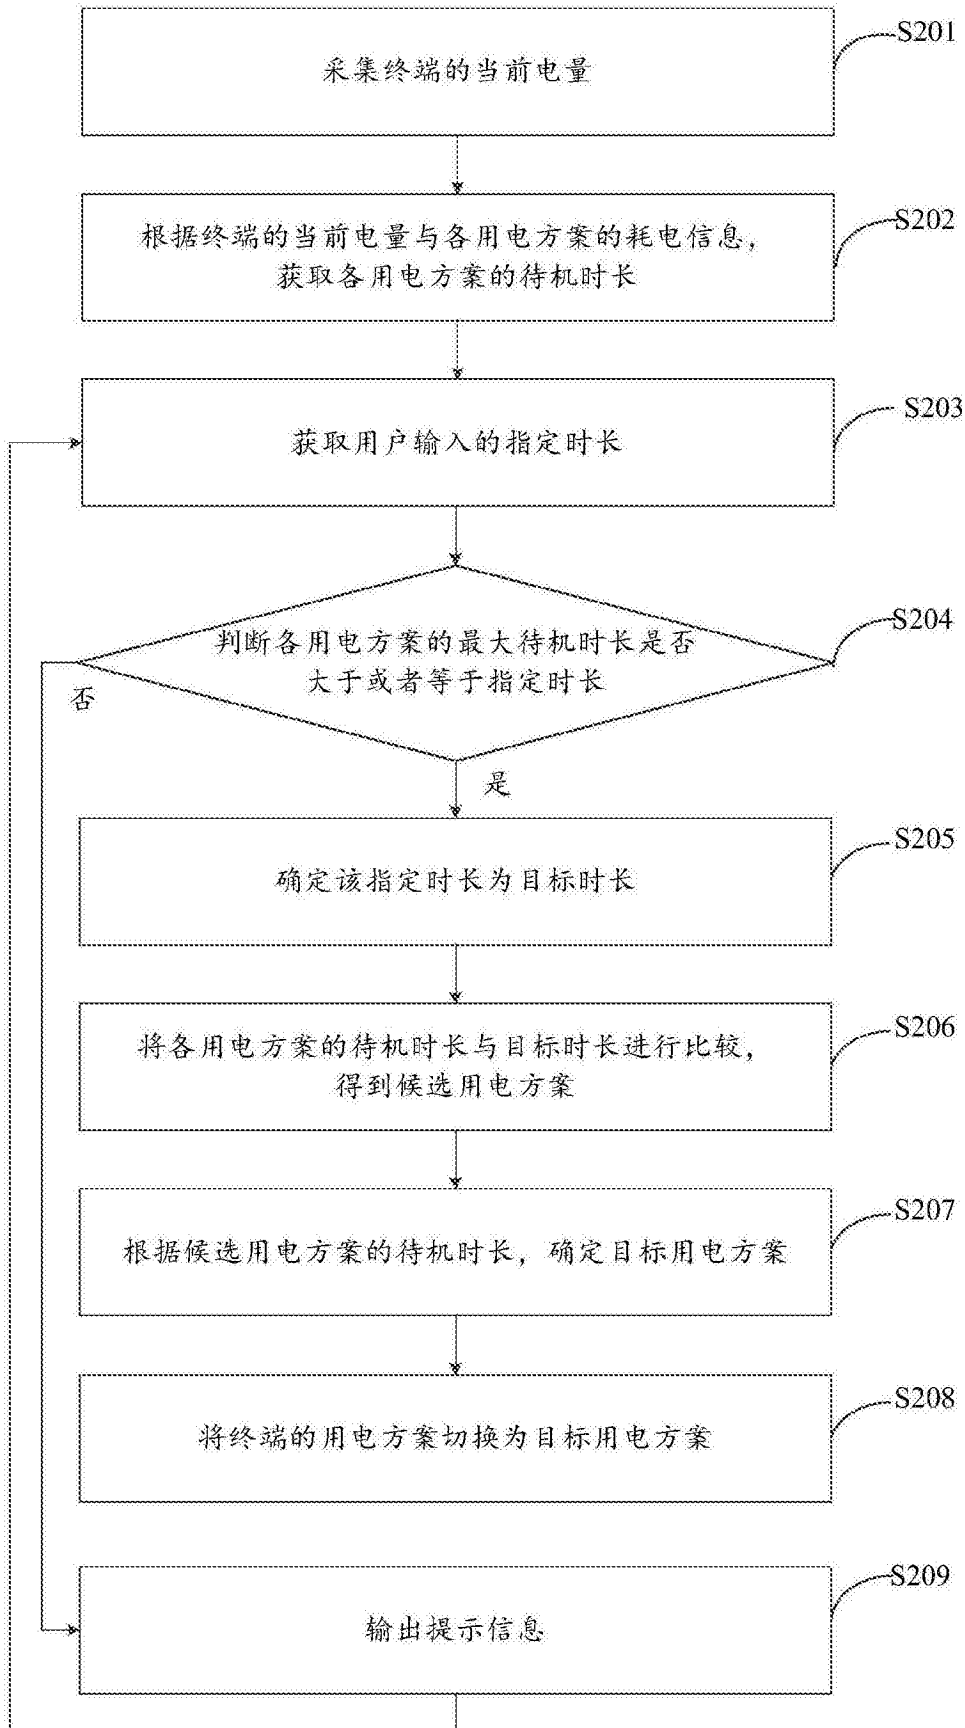 S201
采集终端的当前电量
S202
根据终端的当前电量与各用电方案的耗电信息，
获取各用电方案的待机时长
S203
获取用户输入的指定时长
S204
判断各用电方案的最大待机时长是否
大于或者等于指定时长
否
是
S205
确定该指定时长为目标时长
S206
将各用电方案的待机时长与目标时长进行比较，
得到候选用电方案
S207
根据候选用电方案的待机时长，确定目标用电方案
S208
将终端的用电方案切换为目标用电方案
S209
输出提示信息